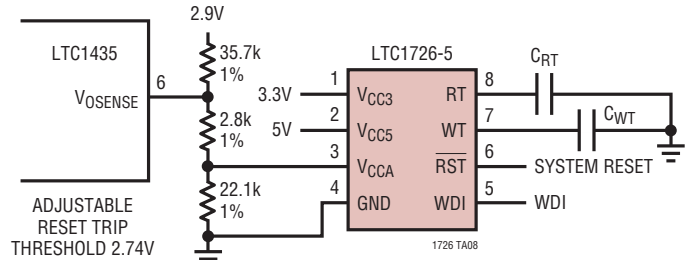 2.9V
LTC1435
35.7k
1%
6
VOSENSE
2.8k
1%
22.1k
1%
ADJUSTABLE
RESET TRIP
THRESHOLD 2.74V
LTC1726-5
3.3V
1
VCC3
5V
2
VCC5
3
VCCA
4
GND
RT
8
CRT
WT
7
CWT
RST
6
SYSTEM RESET
WDI
5
WDI
1726 TA08